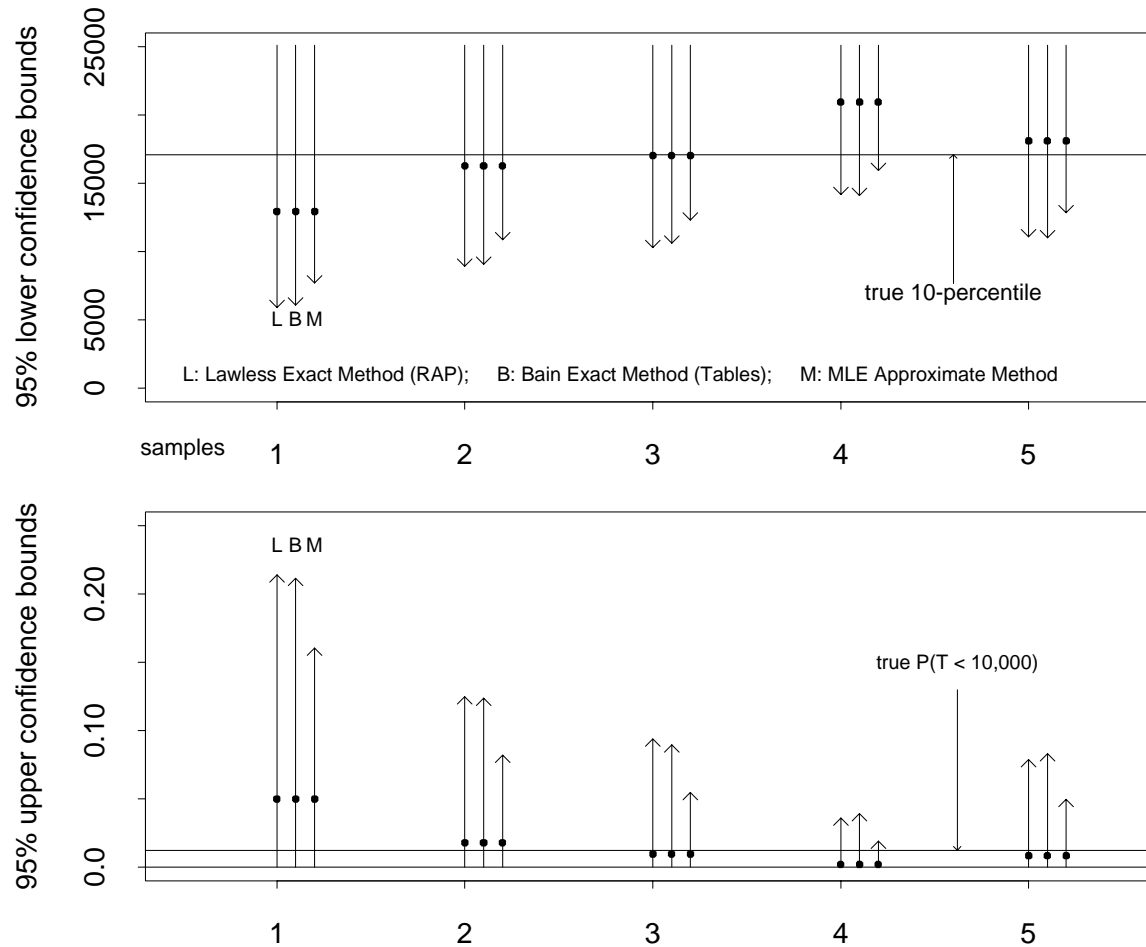 95% lower confidence bounds
25000
15000
5000
0
true 10-percentile
L B M
L: Lawless Exact Method (RAP); B: Bain Exact Method (Tables); M: MLE Approximate Method
samples
1 2 3 4 5
95% upper confidence bounds
0.20
0.10
0.0
L B M
true P(T < 10,000)
1 2 3 4 5